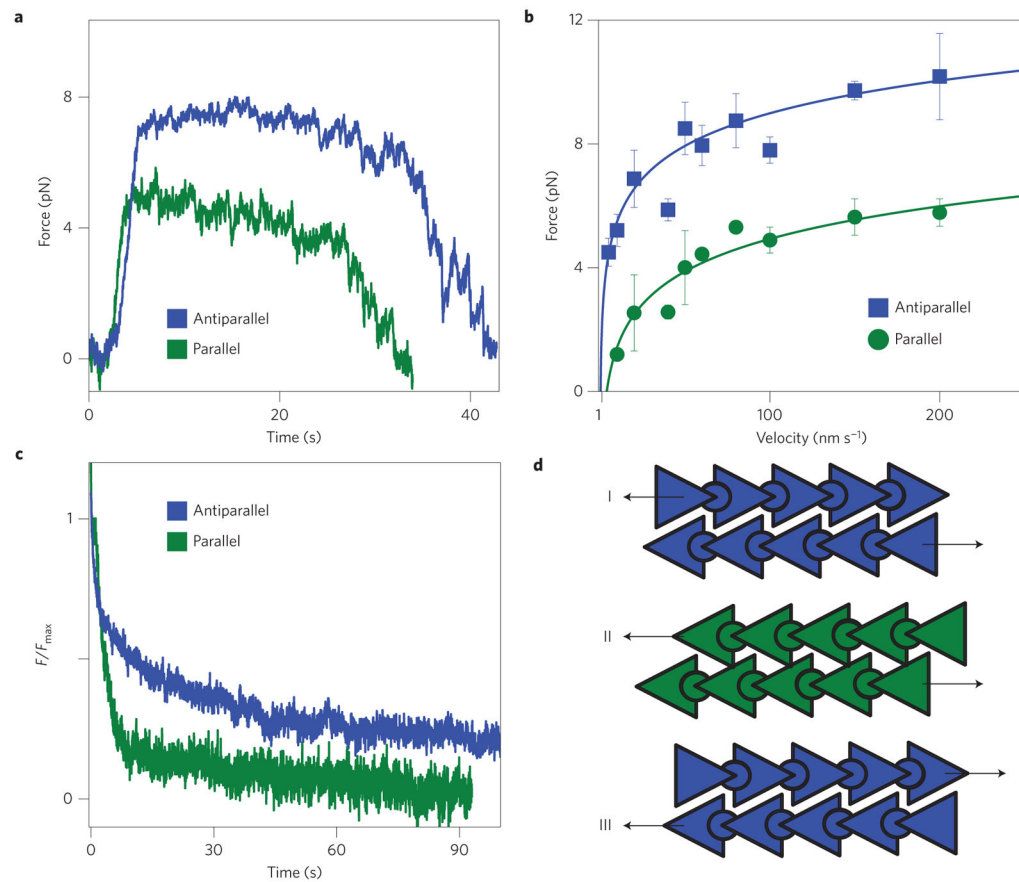 a
8
4
0
Force (pN)
Antiparallel
Parallel
0
20
40
Time (s)
b
12
8
4
0
Force (pN)
Antiparallel
Parallel
1
100
200
Velocity (nm s⁻¹)
c
1
0
F/Fmax
Antiparallel
Parallel
0
30
60
90
Time (s)
d
I
II
III